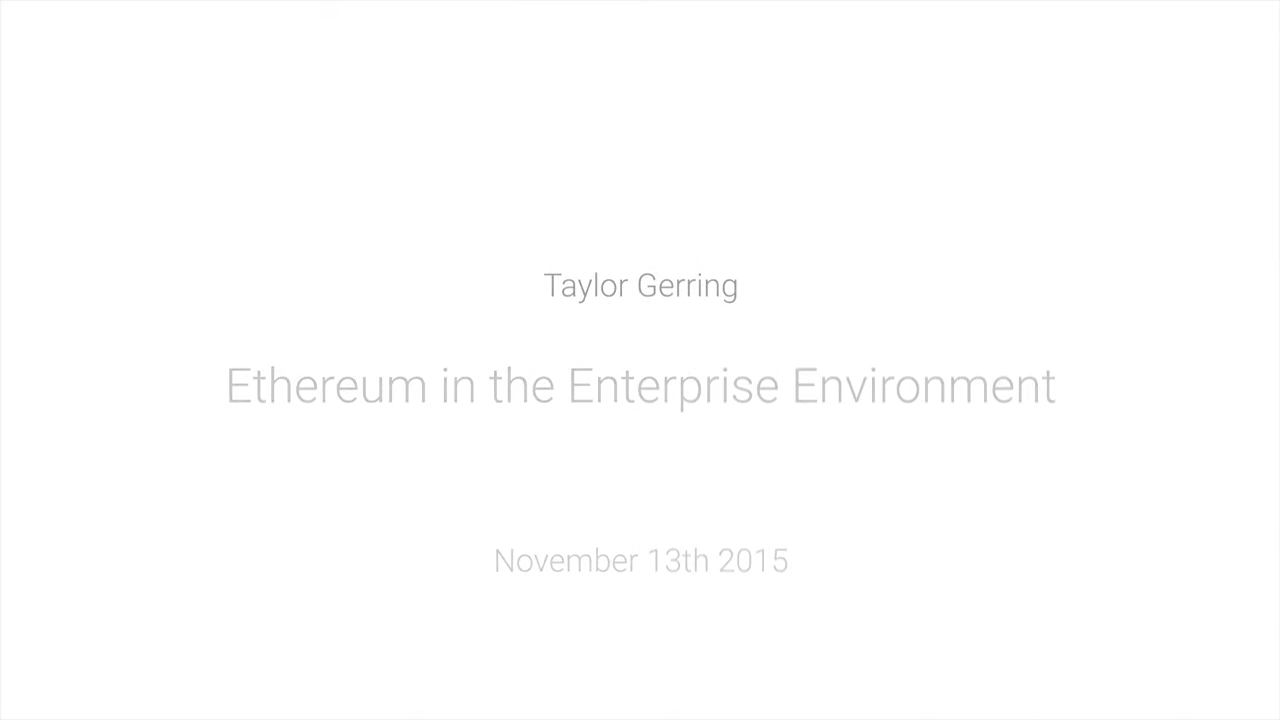 Taylor Gerring
Ethereum in the Enterprise Environment
November 13th 2015